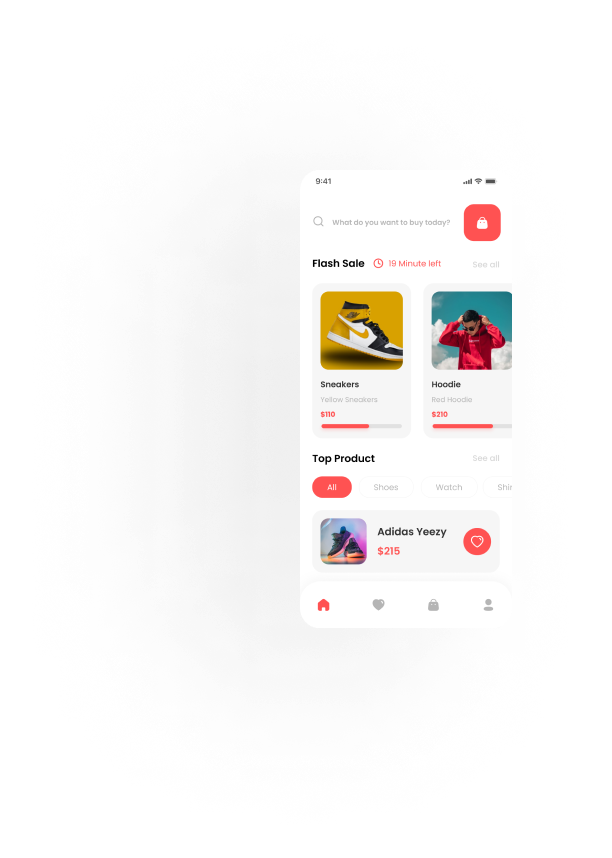 9:41
What do you want to buy today?
Flash Sale 19 Minute left See all
Sneakers Hoodie
Yellow Sneakers Red Hoodie
$110 $210
Top Product See all
All Shoes Watch
Adidas Yeezy
$215